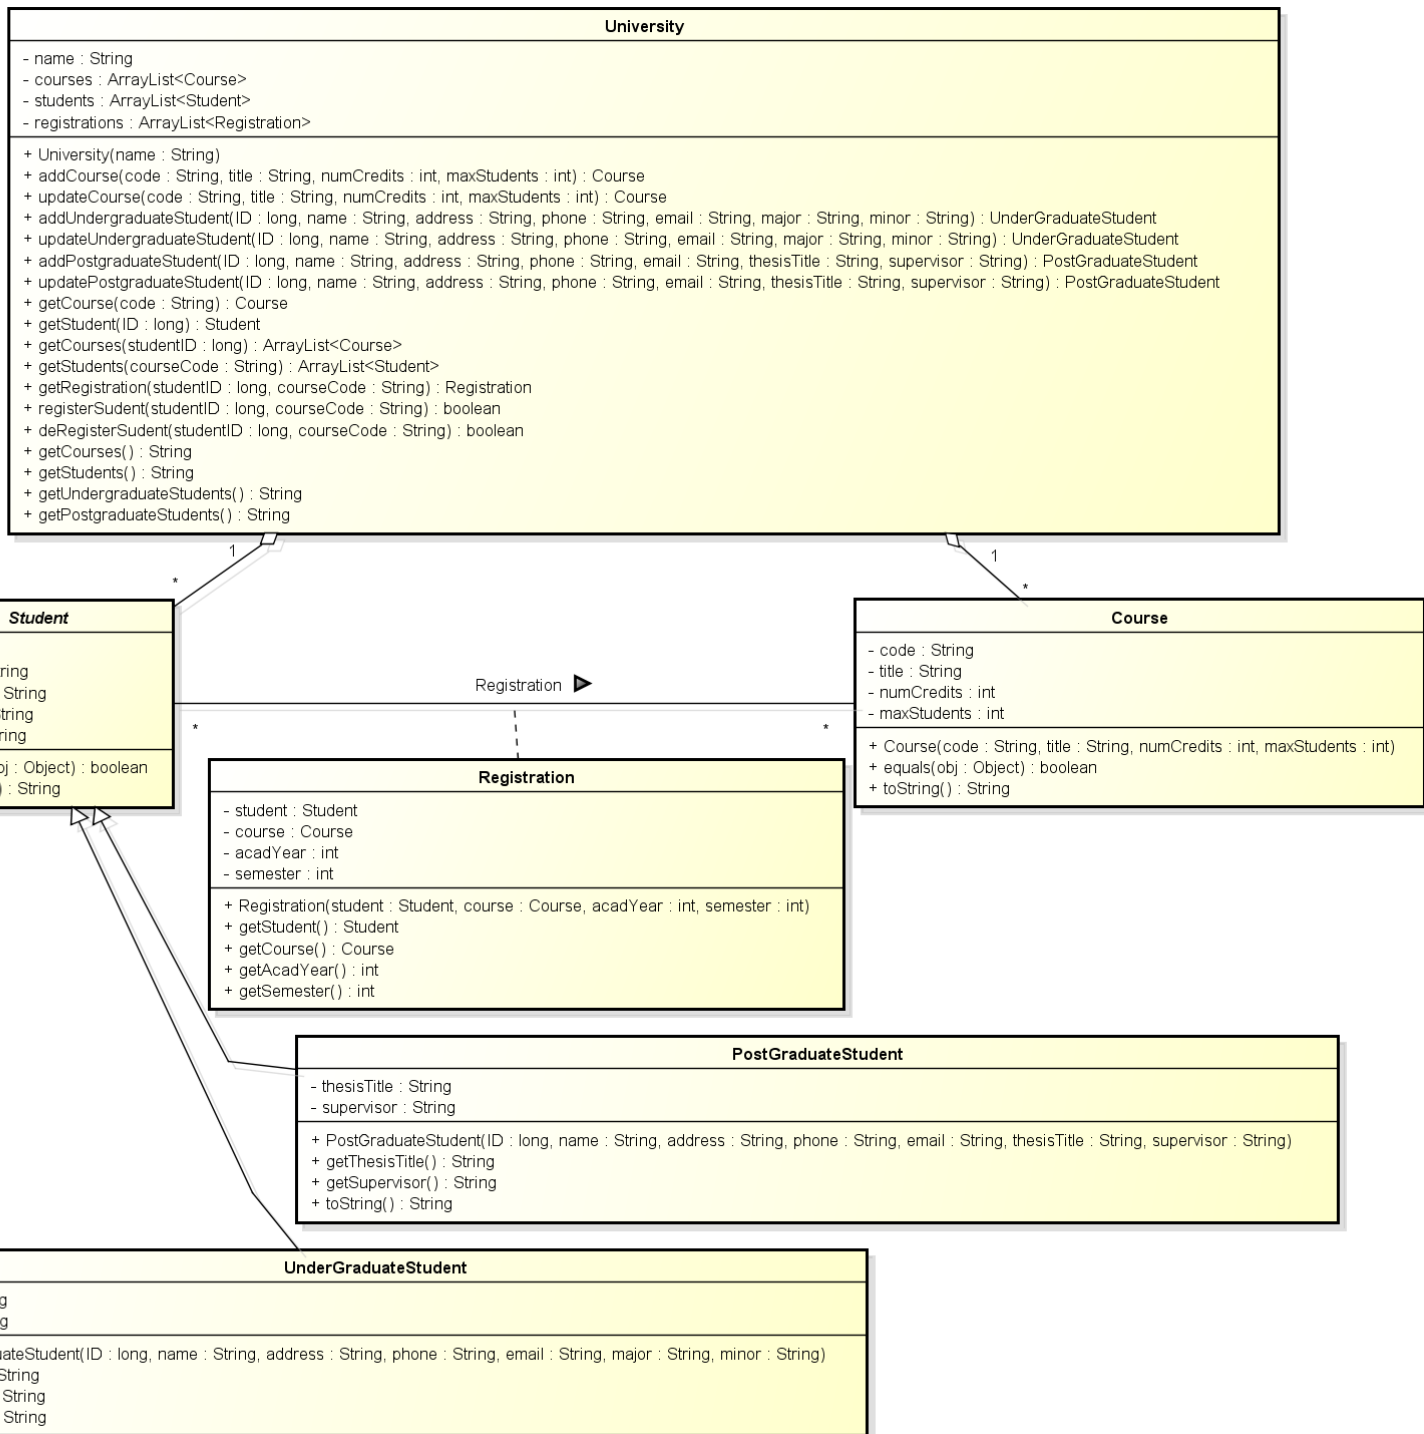 University
- name : String
- courses : ArrayList<Course>
- students : ArrayList<Student>
- registrations : ArrayList<Registration>
+ University(name : String)
+ addCourse(code : String, title : String, numCredits : int, maxStudents : int) : Course
+ updateCourse(code : String, title : String, numCredits : int, maxStudents : int) : Course
+ addUndergraduateStudent(ID : long, name : String, address : String, phone : String, email : String, major : String, minor : String) : UnderGraduateStudent
+ updateUndergraduateStudent(ID : long, name : String, address : String, phone : String, email : String, major : String, minor : String) : UnderGraduateStudent
+ addPostgraduateStudent(ID : long, name : String, address : String, phone : String, email : String, thesisTitle : String, supervisor : String) : PostGraduateStudent
+ updatePostgraduateStudent(ID : long, name : String, address : String, phone : String, email : String, thesisTitle : String, supervisor : String) : PostGraduateStudent
+ getCourse(code : String) : Course
+ getStudent(ID : long) : Student
+ getCourses(studentID : long) : ArrayList<Course>
+ getStudents(courseCode : String) : ArrayList<Student>
+ getRegistration(studentID : long, courseCode : String) : Registration
+ registerSudent(studentID : long, courseCode : String) : boolean
+ deRegisterSudent(studentID : long, courseCode : String) : boolean
+ getCourses() : String
+ getStudents() : String
+ getUndergraduateStudents() : String
+ getPostgraduateStudents() : String
1
*
1
*
Student
ring
: String
String
ring
bj : Object) : boolean
) : String
Registration
*
*
Course
- code : String
- title : String
- numCredits : int
- maxStudents : int
+ Course(code : String, title : String, numCredits : int, maxStudents : int)
+ equals(obj : Object) : boolean
+ toString() : String
Registration
- student : Student
- course : Course
- acadYear : int
- semester : int
+ Registration(student : Student, course : Course, acadYear : int, semester : int)
+ getStudent() : Student
+ getCourse() : Course
+ getAcadYear() : int
+ getSemester() : int
PostGraduateStudent
- thesisTitle : String
- supervisor : String
+ PostGraduateStudent(ID : long, name : String, address : String, phone : String, email : String, thesisTitle : String, supervisor : String)
+ getThesisTitle() : String
+ getSupervisor() : String
+ toString() : String
UnderGraduateStudent
g
g
uateStudent(ID : long, name : String, address : String, phone : String, email : String, major : String, minor : String)
String
: String
: String